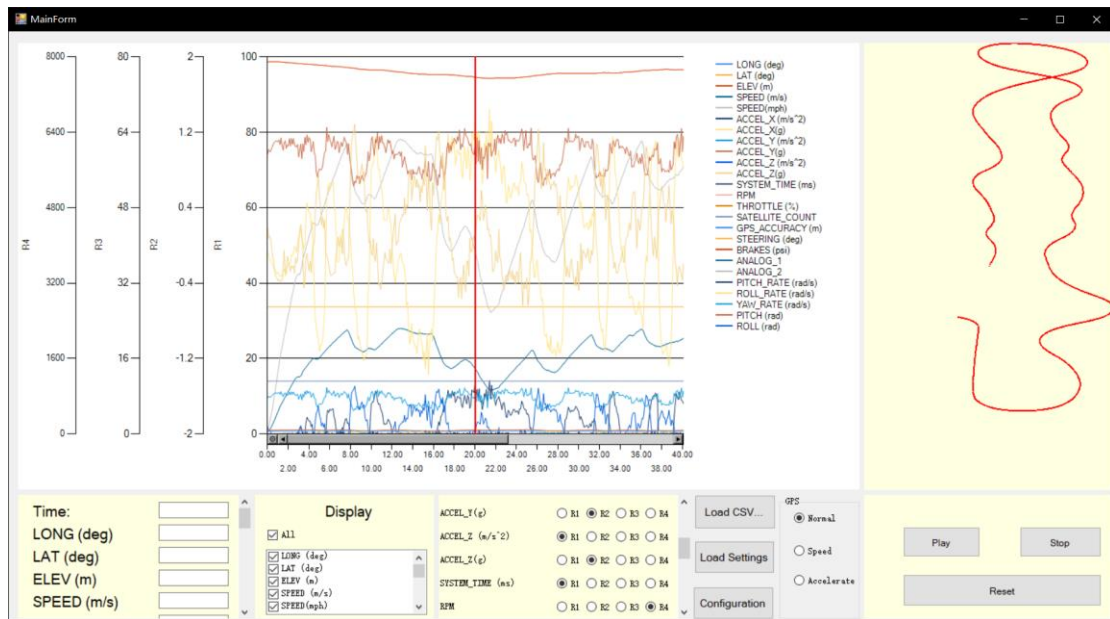 MainForm
8000
6400
4800
3200
1600
0
R4
80
64
48
32
16
0
R3
2
1.2
0.4
-0.4
-1.2
-2
R2
100
80
60
40
20
0
R1
0.00 4.00 8.00 12.00 16.00 20.00 24.00 28.00 32.00 36.00 40.00
2.00 6.00 10.00 14.00 18.00 22.00 26.00 30.00 34.00 38.00
LONG (deg)
LAT (deg)
ELEV (m)
SPEED (m/s)
SPEED(mph)
ACCEL_X (m/s^2)
ACCEL_X(g)
ACCEL_Y (m/s^2)
ACCEL_Y(g)
ACCEL_Z (m/s^2)
ACCEL_Z(g)
SYSTEM_TIME (ms)
RPM
THROTTLE (%)
SATELLITE_COUNT
GPS_ACCURACY (m)
STEERING (deg)
BRAKES (psi)
ANALOG_1
ANALOG_2
PITCH_RATE (rad/s)
ROLL_RATE (rad/s)
YAW_RATE (rad/s)
PITCH (rad)
ROLL (rad)
Time:
LONG (deg)
LAT (deg)
ELEV (m)
SPEED (m/s)
Display
All
LONG (deg)
LAT (deg)
ELEV (m)
SPEED (m/s)
SPEED(mph)
ACCEL_Y(g) R1 R2 R3 R4
ACCEL_Z (m/s^2) R1 R2 R3 R4
ACCEL_Z(g) R1 R2 R3 R4
SYSTEM_TIME (ms) R1 R2 R3 R4
RPM R1 R2 R3 R4
Load CSV...
Load Settings
Configuration
GPS
Normal
Speed
Accelerate
Play
Stop
Reset